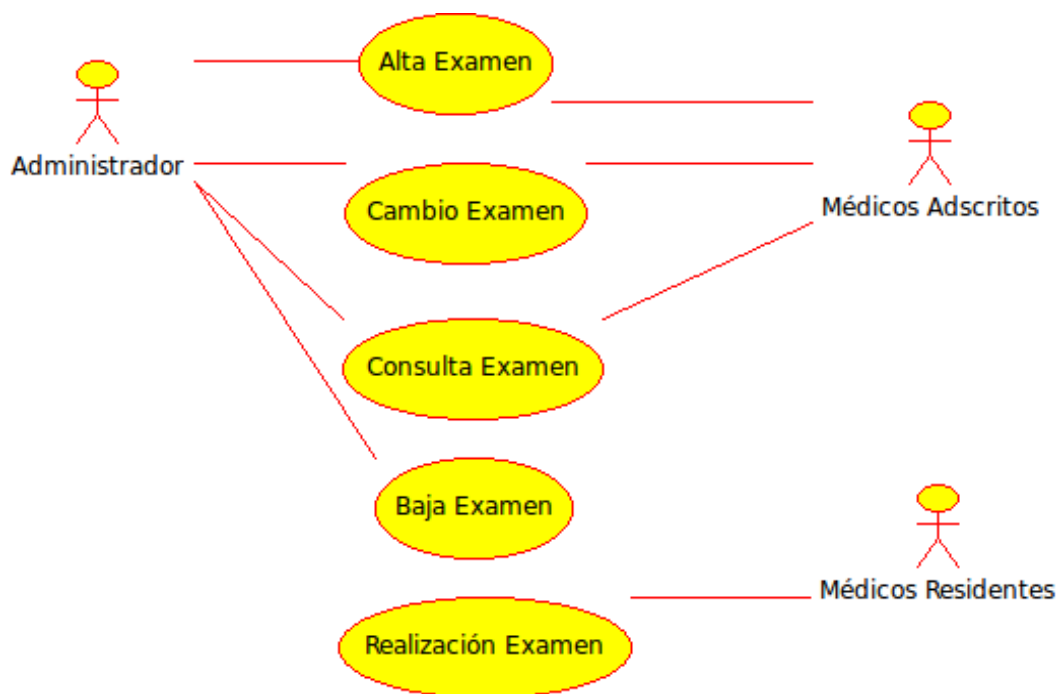 Alta Examen
Administrador
Cambio Examen
Médicos Adscritos
Consulta Examen
Baja Examen
Médicos Residentes
Realización Examen